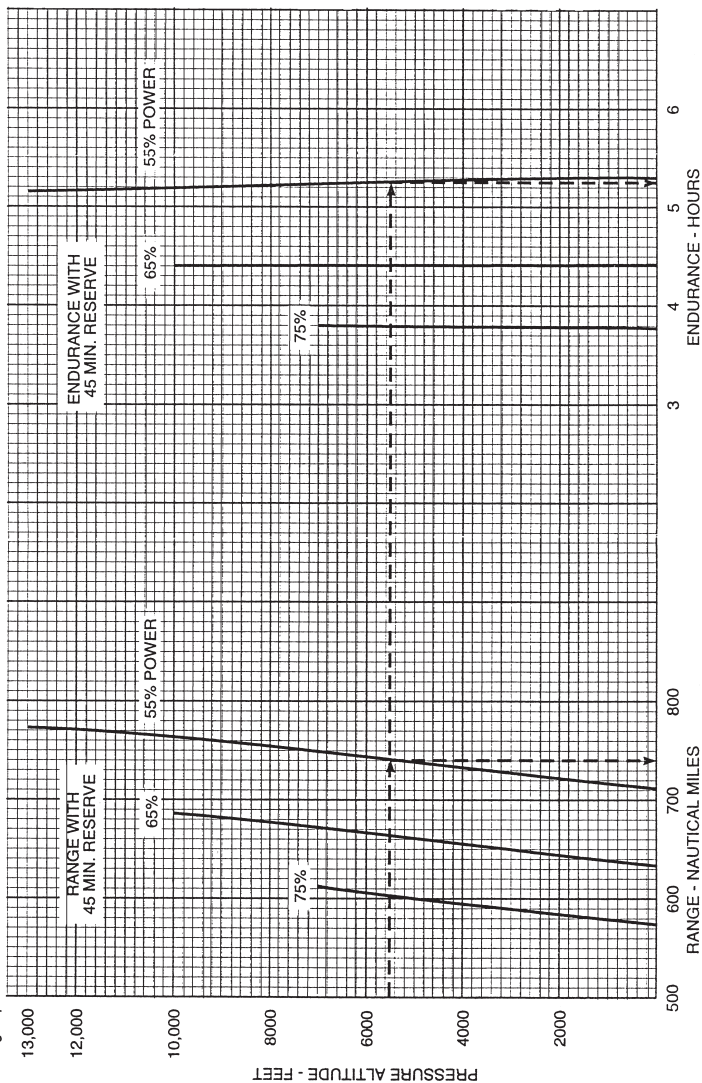 13,000
12,000
10,000
8000
6000
4000
2000
PRESSURE ALTITUDE - FEET
RANGE WITH
45 MIN. RESERVE
55% POWER
65%
75%
ENDURANCE WITH
45 MIN. RESERVE
55% POWER
65%
75%
500
600
700
800
RANGE - NAUTICAL MILES
3
4
5
6
ENDURANCE - HOURS